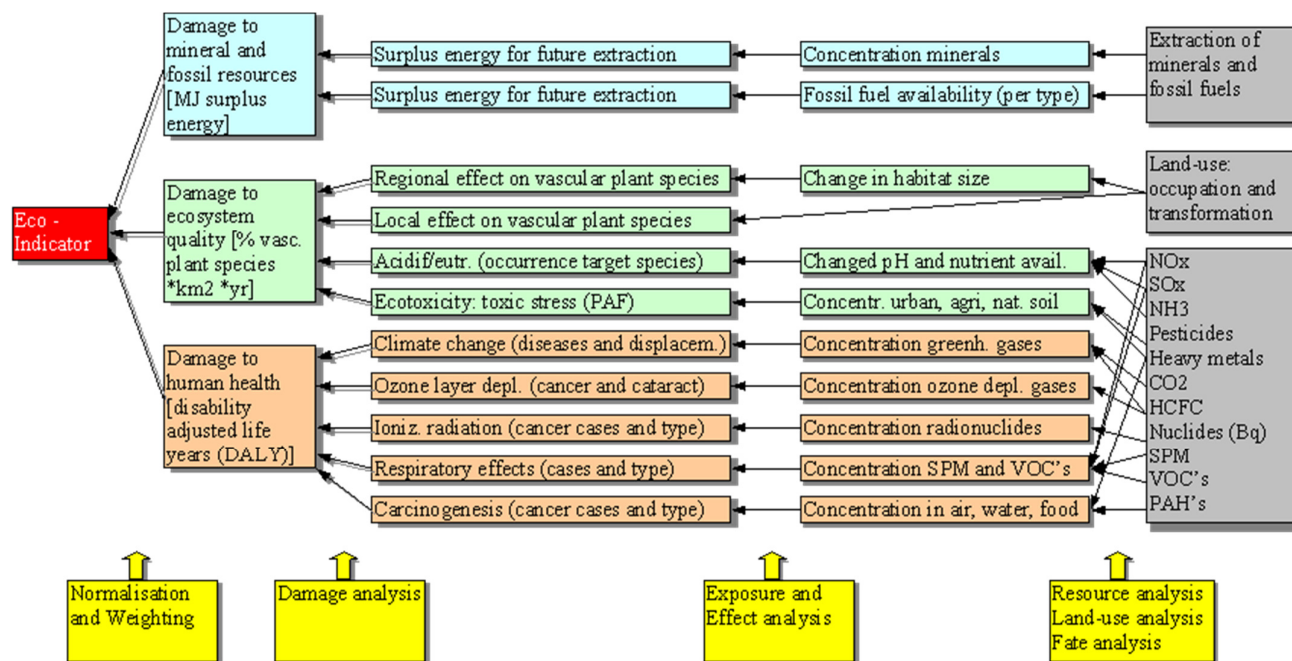 Damage to
mineral and
fossil resources
[MJ surplus
energy]
Surplus energy for future extraction
Concentration minerals
Extraction of
minerals and
fossil fuels
Surplus energy for future extraction
Fossil fuel availability (per type)
Eco -
Indicator
Damage to
ecosystem
quality [% vasc.
plant species
*km2 *yr]
Regional effect on vascular plant species
Change in habitat size
Land-use:
occupation and
transformation
Local effect on vascular plant species
Acidif/eutr. (occurrence target species)
Changed pH and nutrient avail.
Ecotoxicity: toxic stress (PAF)
Concentr. urban, agri, nat. soil
NOx
SOx
NH3
Pesticides
Heavy metals
CO2
HCFC
Nuclides (Bq)
SPM
VOC's
PAH's
Damage to
human health
[disability
adjusted life
years (DALY)]
Climate change (diseases and displacem.)
Concentration greenh. gases
Ozone layer depl. (cancer and cataract)
Concentration ozone depl. gases
Ioniz. radiation (cancer cases and type)
Concentration radionuclides
Respiratory effects (cases and type)
Concentration SPM and VOC's
Carcinogenesis (cancer cases and type)
Concentration in air, water, food
Normalisation
and Weighting
Damage analysis
Exposure and
Effect analysis
Resource analysis
Land-use analysis
Fate analysis